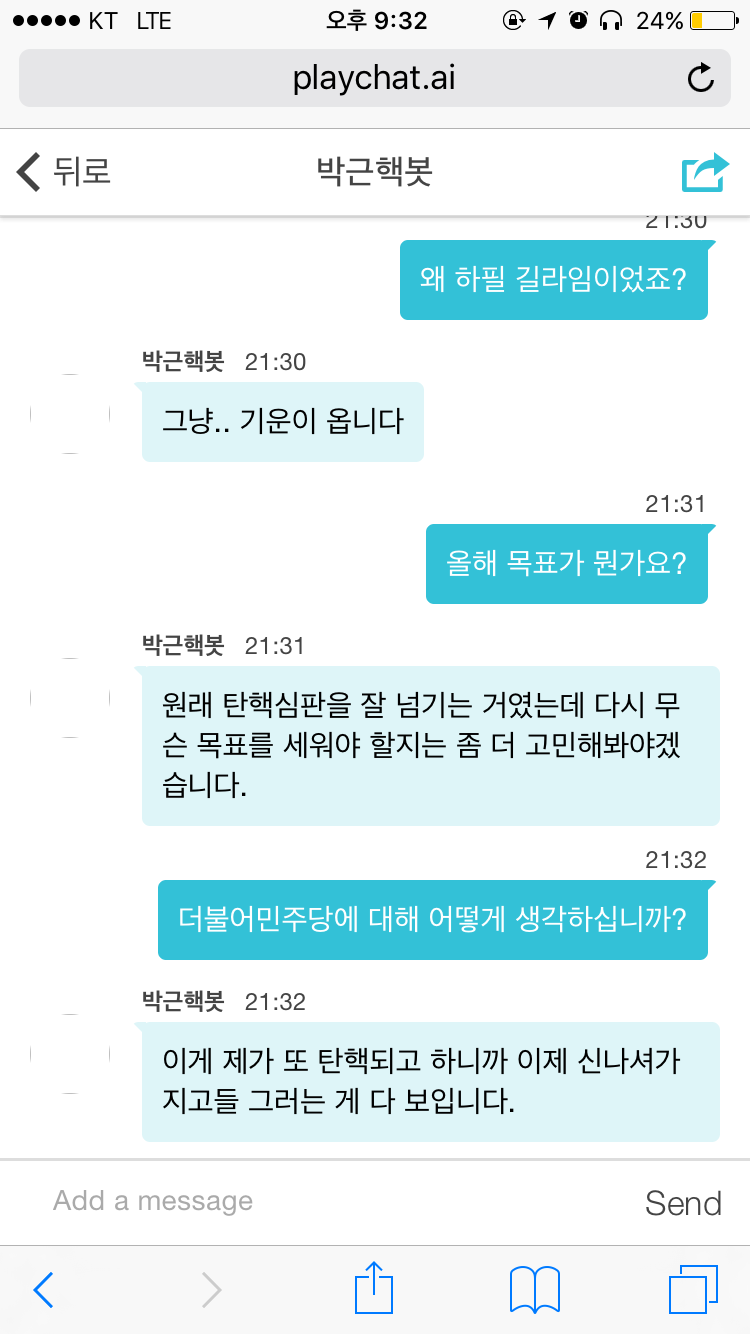 KT LTE 오후 9:32 24%
playchat.ai
뒤로 박근핵봇
21:30
왜 하필 길라임이었죠?
박근핵봇 21:30
그냥.. 기운이 옵니다
21:31
올해 목표가 뭔가요?
박근핵봇 21:31
원래 탄핵심판을 잘 넘기는 거였는데 다시 무
슨 목표를 세워야 할지는 좀 더 고민해봐야겠
습니다.
21:32
더불어민주당에 대해 어떻게 생각하십니까?
박근핵봇 21:32
이게 제가 또 탄핵되고 하니까 이제 신나셔가
지고들 그러는 게 다 보입니다.
Add a message Send